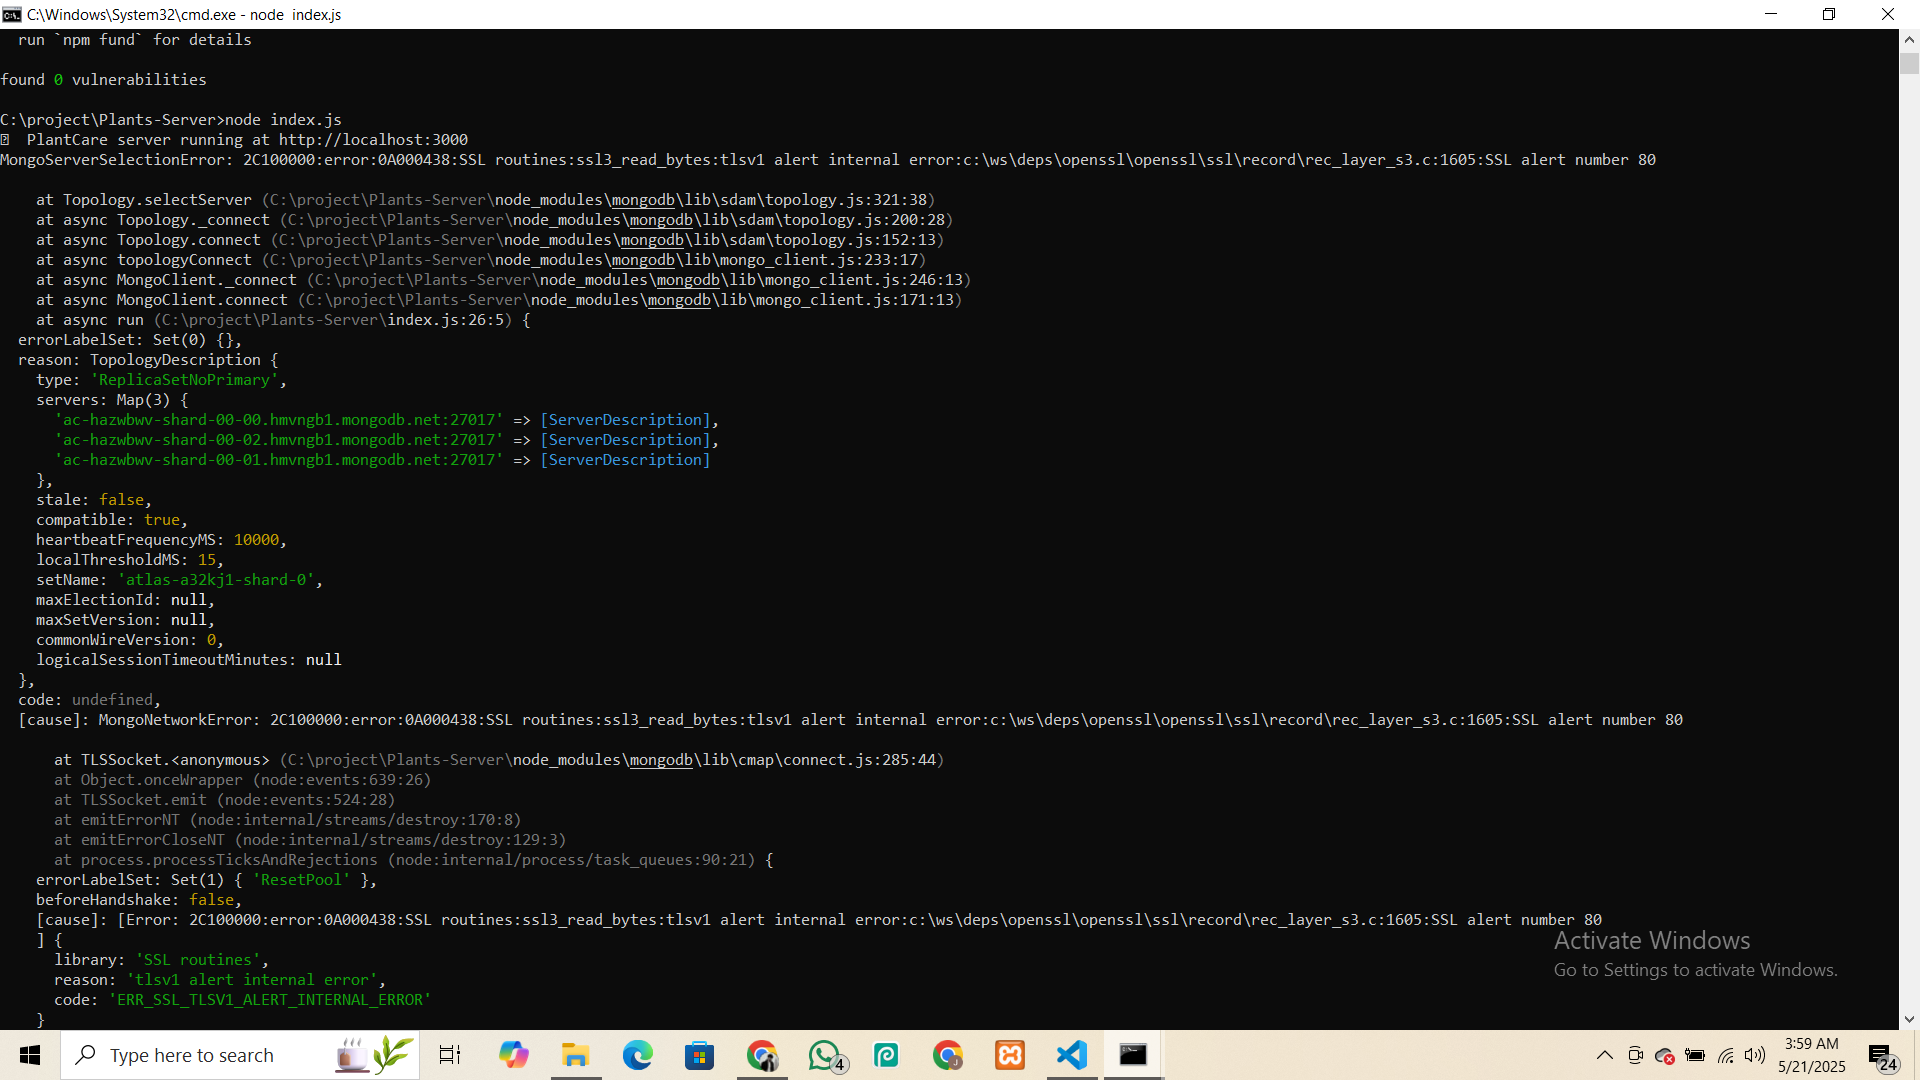 C:\Windows\System32\cmd.exe - node  index.js
  run `npm fund` for details
found 0 vulnerabilities
C:\project\Plants-Server>node index.js
PlantCare server running at http://localhost:3000
MongoServerSelectionError: 2C100000:error:0A000438:SSL routines:ssl3_read_bytes:tlsv1 alert internal error:c:\ws\deps\openssl\openssl\ssl\record\rec_layer_s3.c:1605:SSL alert number 80
    at Topology.selectServer (C:\project\Plants-Server\node_modules\mongodb\lib\sdam\topology.js:321:38)
    at async Topology._connect (C:\project\Plants-Server\node_modules\mongodb\lib\sdam\topology.js:200:28)
    at async Topology.connect (C:\project\Plants-Server\node_modules\mongodb\lib\sdam\topology.js:152:13)
    at async topologyConnect (C:\project\Plants-Server\node_modules\mongodb\lib\mongo_client.js:233:17)
    at async MongoClient._connect (C:\project\Plants-Server\node_modules\mongodb\lib\mongo_client.js:246:13)
    at async MongoClient.connect (C:\project\Plants-Server\node_modules\mongodb\lib\mongo_client.js:171:13)
    at async run (C:\project\Plants-Server\index.js:26:5) {
  errorLabelSet: Set(0) {},
  reason: TopologyDescription {
    type: 'ReplicaSetNoPrimary',
    servers: Map(3) {
      'ac-hazwbwv-shard-00-00.hmvngb1.mongodb.net:27017' => [ServerDescription],
      'ac-hazwbwv-shard-00-02.hmvngb1.mongodb.net:27017' => [ServerDescription],
      'ac-hazwbwv-shard-00-01.hmvngb1.mongodb.net:27017' => [ServerDescription]
    },
    stale: false,
    compatible: true,
    heartbeatFrequencyMS: 10000,
    localThresholdMS: 15,
    setName: 'atlas-a32kj1-shard-0',
    maxElectionId: null,
    maxSetVersion: null,
    commonWireVersion: 0,
    logicalSessionTimeoutMinutes: null
  },
  code: undefined,
  [cause]: MongoNetworkError: 2C100000:error:0A000438:SSL routines:ssl3_read_bytes:tlsv1 alert internal error:c:\ws\deps\openssl\openssl\ssl\record\rec_layer_s3.c:1605:SSL alert number 80
      at TLSSocket.<anonymous> (C:\project\Plants-Server\node_modules\mongodb\lib\cmap\connect.js:285:44)
      at Object.onceWrapper (node:events:639:26)
      at TLSSocket.emit (node:events:524:28)
      at emitErrorNT (node:internal/streams/destroy:170:8)
      at emitErrorCloseNT (node:internal/streams/destroy:129:3)
      at process.processTicksAndRejections (node:internal/process/task_queues:90:21) {
    errorLabelSet: Set(1) { 'ResetPool' },
    beforeHandshake: false,
    [cause]: [Error: 2C100000:error:0A000438:SSL routines:ssl3_read_bytes:tlsv1 alert internal error:c:\ws\deps\openssl\openssl\ssl\record\rec_layer_s3.c:1605:SSL alert number 80
    ] {
      library: 'SSL routines',
      reason: 'tlsv1 alert internal error',
      code: 'ERR_SSL_TLSV1_ALERT_INTERNAL_ERROR'
    }
Activate Windows
Go to Settings to activate Windows.
Type here to search
4
3:59 AM
5/21/2025
24